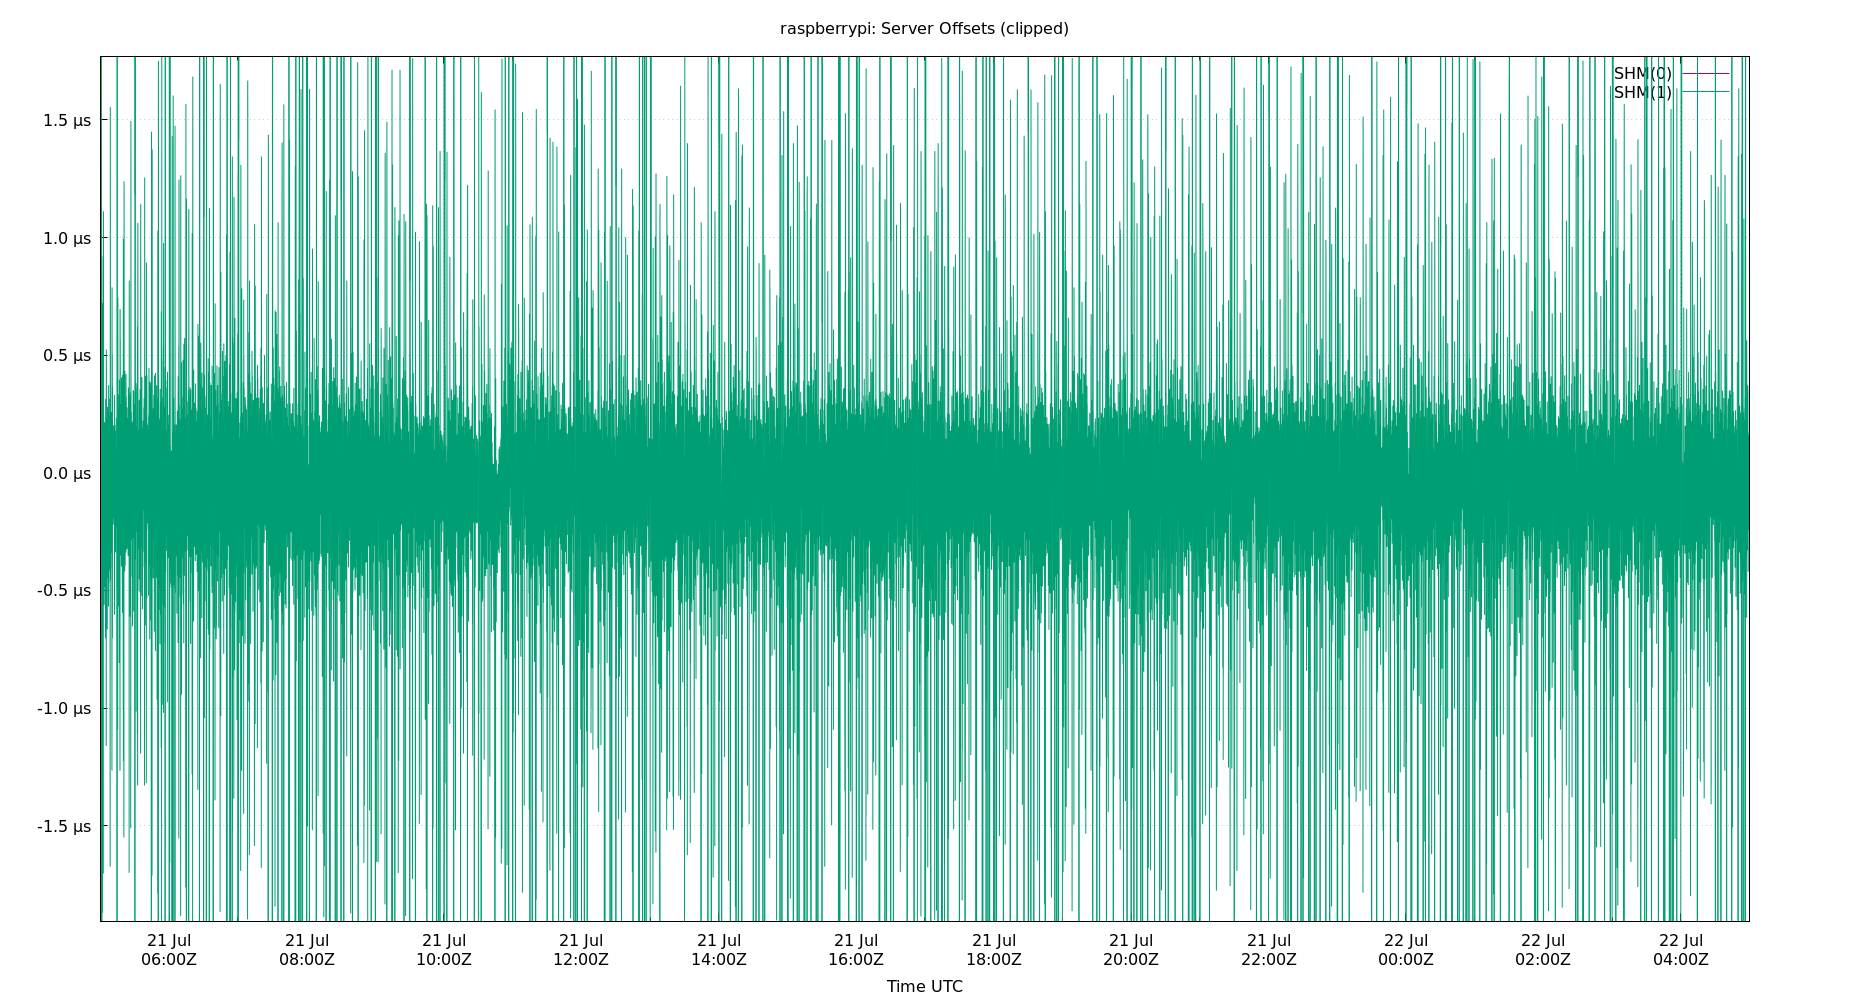 raspberrypi: Server Offsets (clipped)
SHM(0)
SHM(1)
1.5 µs
1.0 µs
0.5 µs
0.0 µs
-0.5 µs
-1.0 µs
-1.5 µs
21 Jul 21 Jul 21 Jul 21 Jul 21 Jul 21 Jul 21 Jul 21 Jul 21 Jul 22 Jul 22 Jul 22 Jul
06:00Z 08:00Z 10:00Z 12:00Z 14:00Z 16:00Z 18:00Z 20:00Z 22:00Z 00:00Z 02:00Z 04:00Z
Time UTC